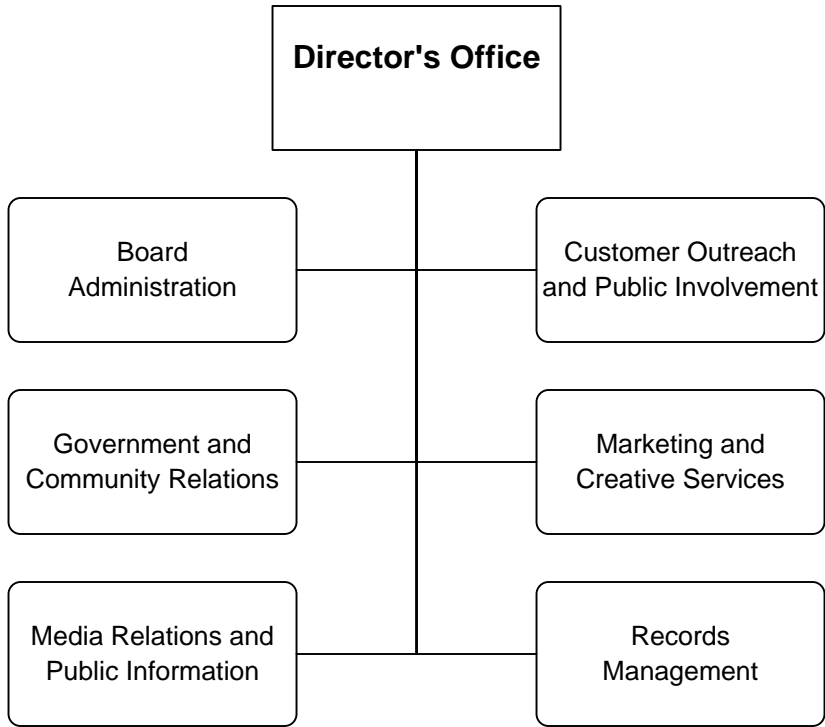 Director's Office
Board
Administration
Customer Outreach
and Public Involvement
Government and
Community Relations
Marketing and
Creative Services
Media Relations and
Public Information
Records
Management